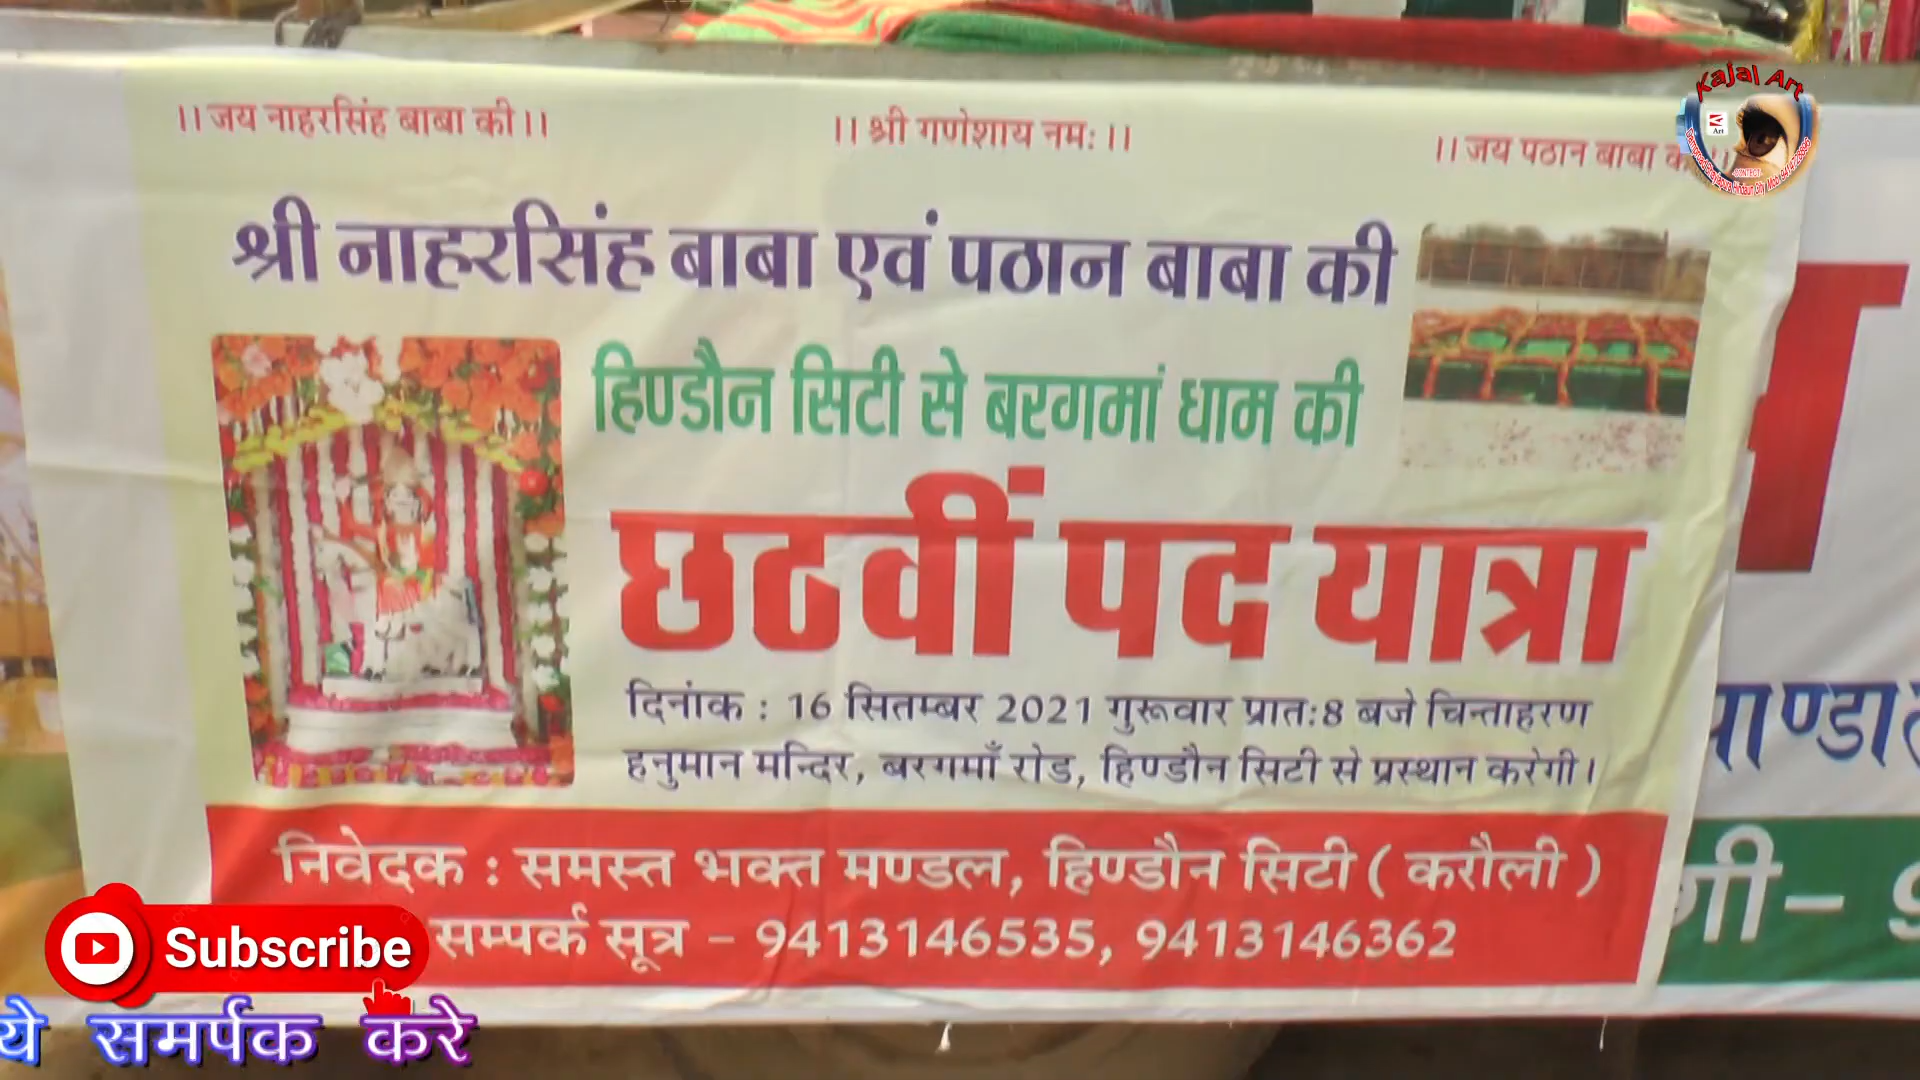 ।। जय नाहरसिंह बाबा की ।। ।। श्री गणेशाय नमः ।। ।। जय पठान बाबा
Kajal Art
श्री नाहरसिंह बाबा एवं पठान बाबा की
हिण्डौन सिटी से बरगमां धाम की
छठवीं पद यात्रा
दिनांक : 16 सितम्बर 2021 गुरूवार प्रात:8 बजे चिन्ताहरण
हनुमान मन्दिर, बरगमाँ रोड, हिण्डौन सिटी से प्रस्थान करेगी।
निवेदक : समस्त भक्त मण्डल, हिण्डौन सिटी ( करौली )
सम्पर्क सूत्र - 9413146535, 9413146362
Subscribe
ये समर्पक करे